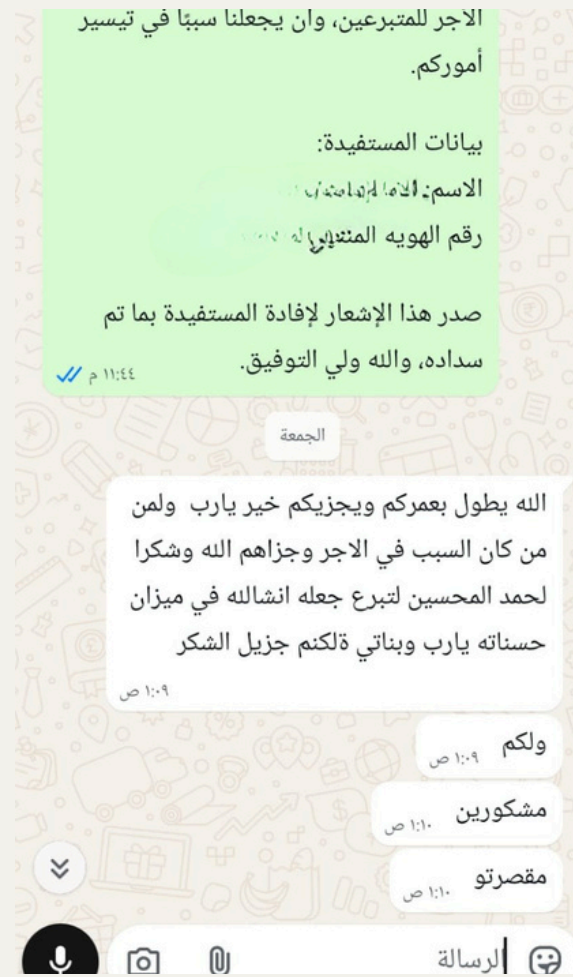 الأجر للمتبرعين، وأن يجعلنا سببًا في تيسير
أموركم.
بيانات المستفيدة:
الاسم:
رقم الهويه
صدر هذا الإشعار لإفادة المستفيدة بما تم
سداده، والله ولي التوفيق.
١١:٤٤ م
الجمعة
الله يطول بعمركم ويجزيكم خير يارب ولمن
من كان السبب في الاجر وجزاهم الله وشكرا
لحمد المحسين لتبرع جعله انشالله في ميزان
حسناته يارب وبناتي ةلكنم جزيل الشكر
١:٠٩ ص
ولكم ١:٠٩ ص
مشكورين ١:١٠ ص
مقصرتو ١:١٠ ص
الرسالة